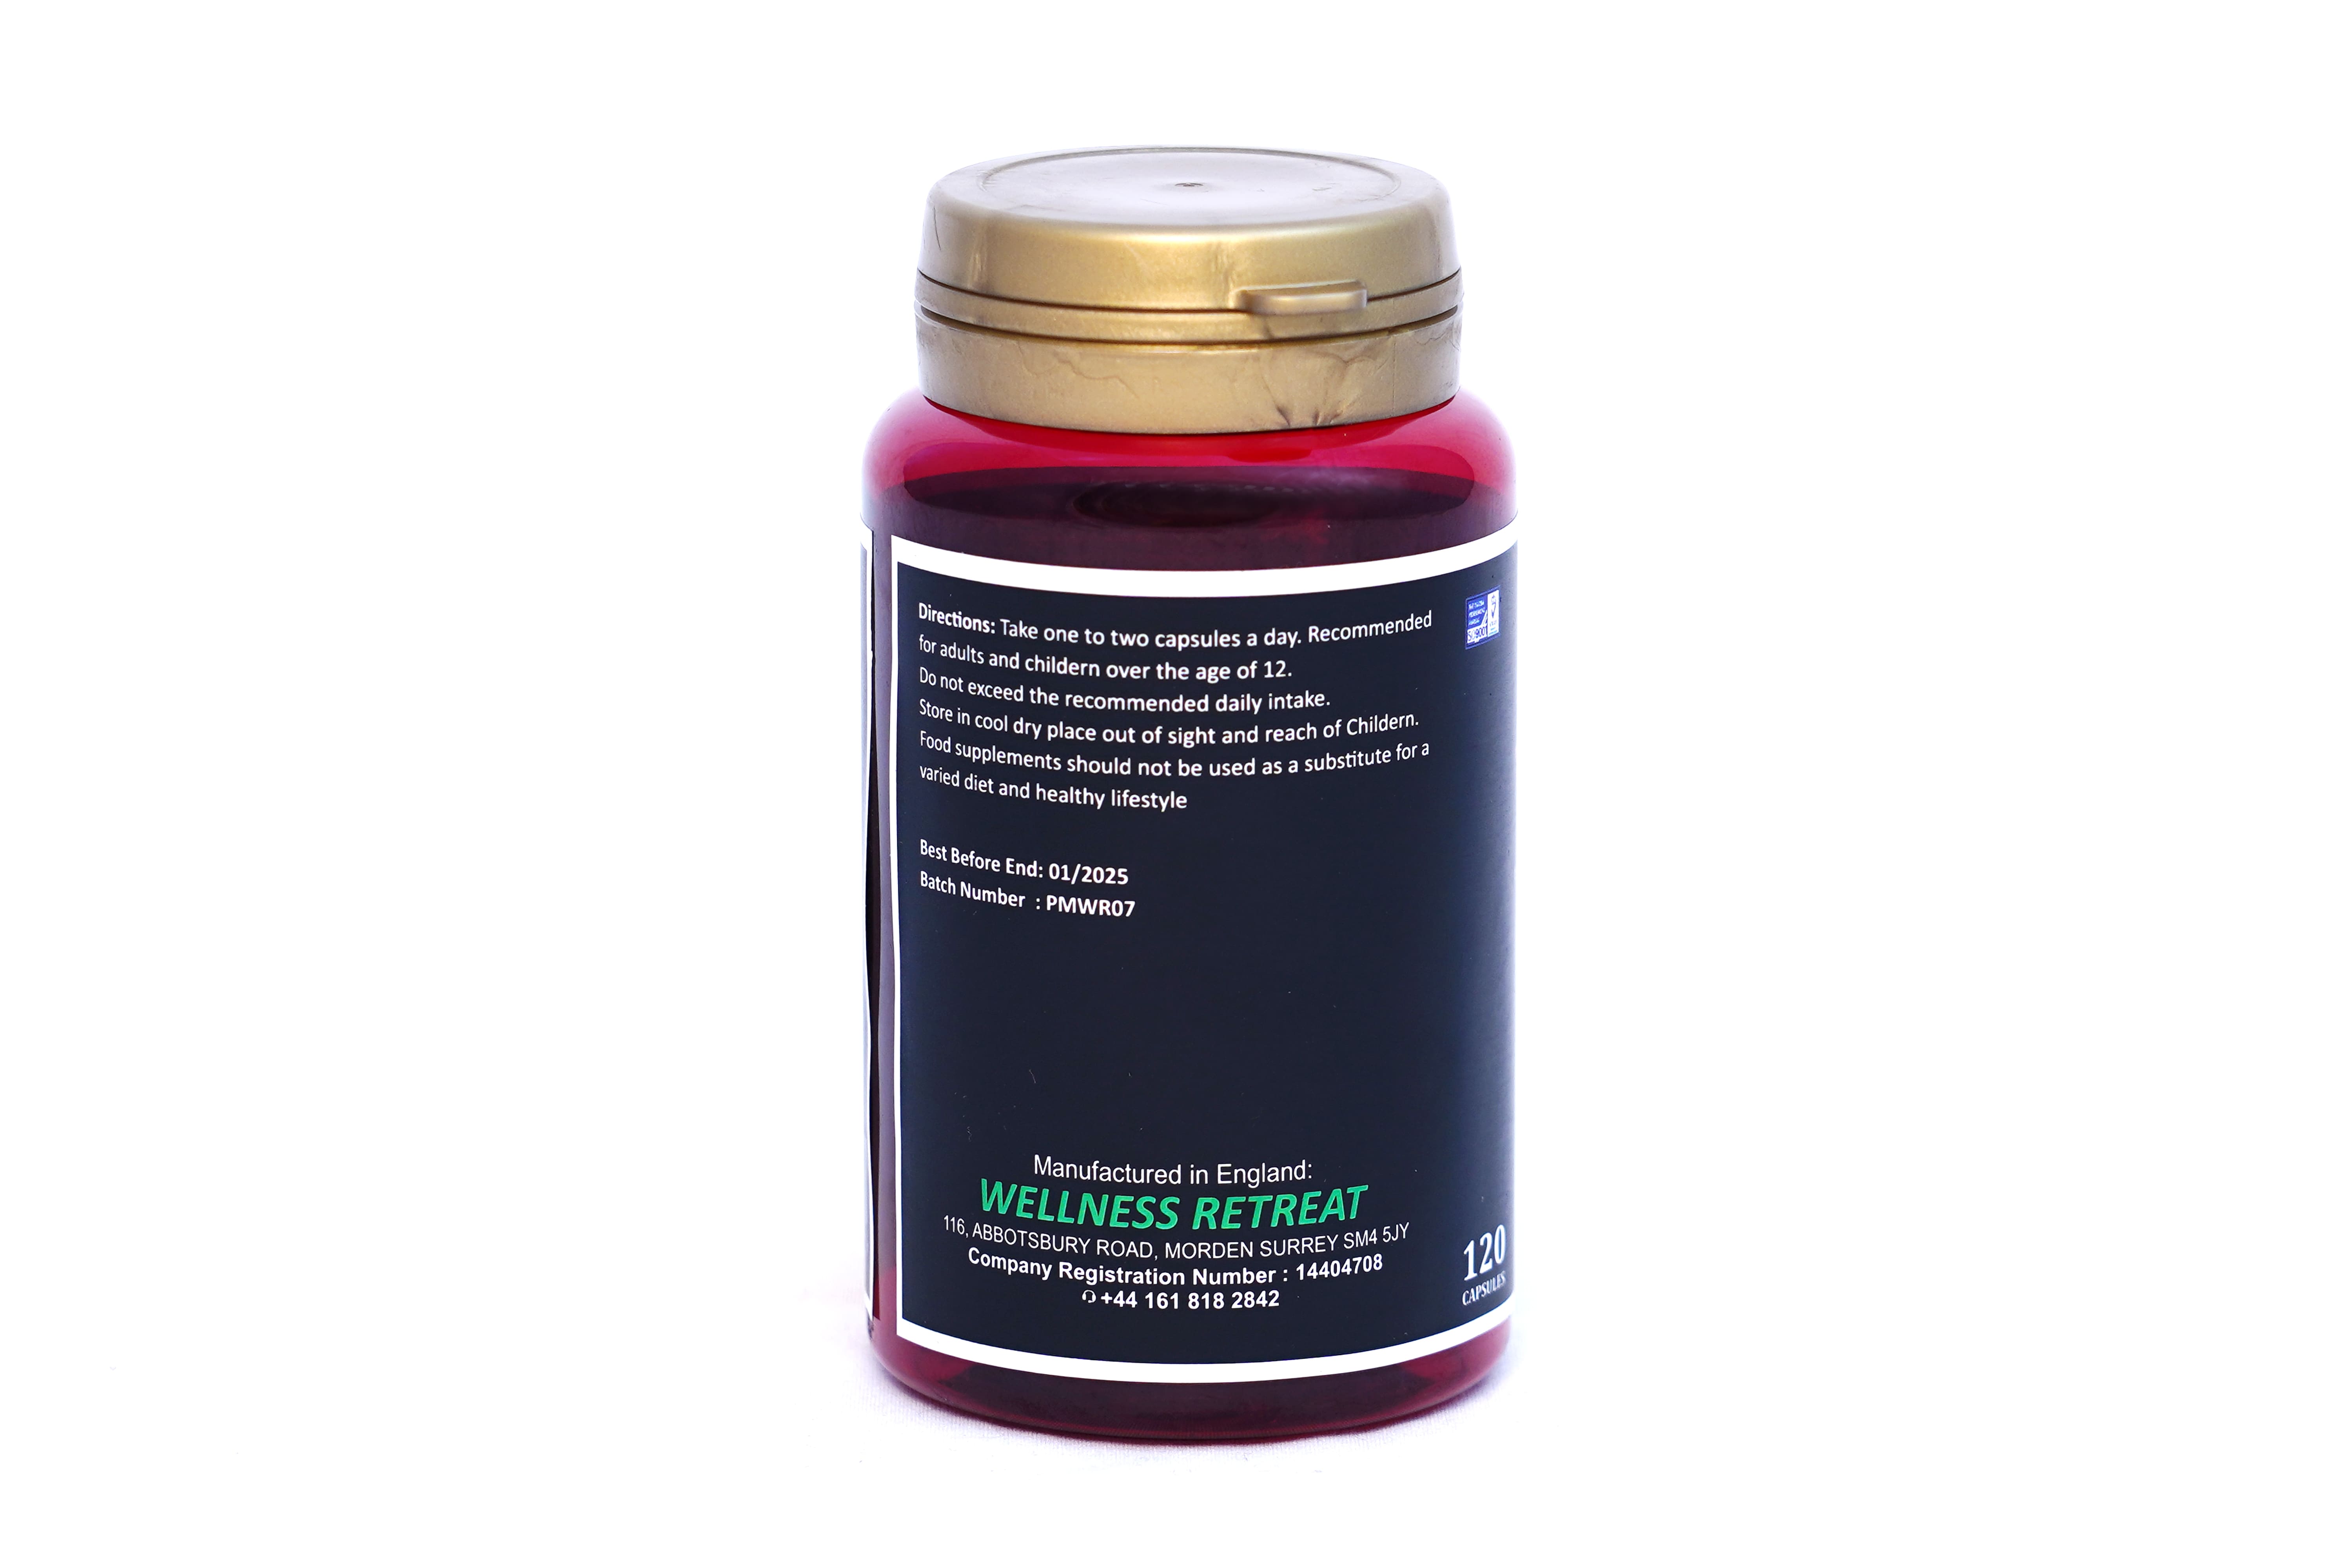 Directions: Take one to two capsules a day. Recommended
for adults and childern over the age of 12.
Do not exceed the recommended daily intake.
Store in cool dry place out of sight and reach of Childern.
Food supplements should not be used as a substitute for a
varied diet and healthy lifestyle
Best Before End: 01/2025
Batch Number : PMWR07
Manufactured in England:
WELLNESS RETREAT
116, ABBOTSBURY ROAD, MORDEN SURREY SM4 5JY
Company Registration Number : 14404708
+44 161 818 2842
120
CAPSULES